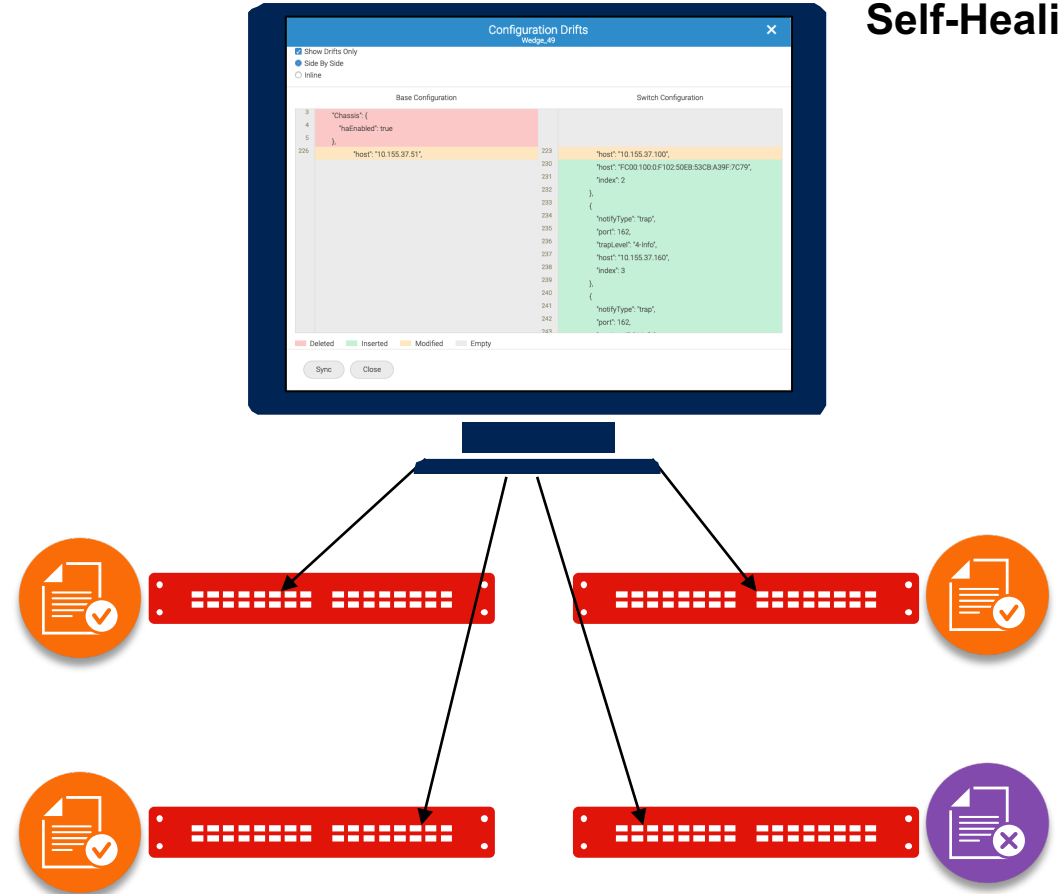 Self-Heali
Configuration Drifts
Wedge_49
Show Drifts Only
Side By Side
Inline
Base Configuration
Switch Configuration
3 "Chassis": {
4 "haEnabled": true
5 },
226 "host": "10.155.37.51",
223 "host": "10.155.37.100",
230 "host": "FC00:100:0:F102:50EB:53CB:A39F:7C79",
231 "index": 2
232 },
233 {
234 "notifyType": "trap",
235 "port": 162,
236 "trapLevel": "4-Info",
237 "host": "10.155.37.160",
238 "index": 3
239 },
240 {
241 "notifyType": "trap",
242 "port": 162,
243
Deleted Inserted Modified Empty
Sync Close